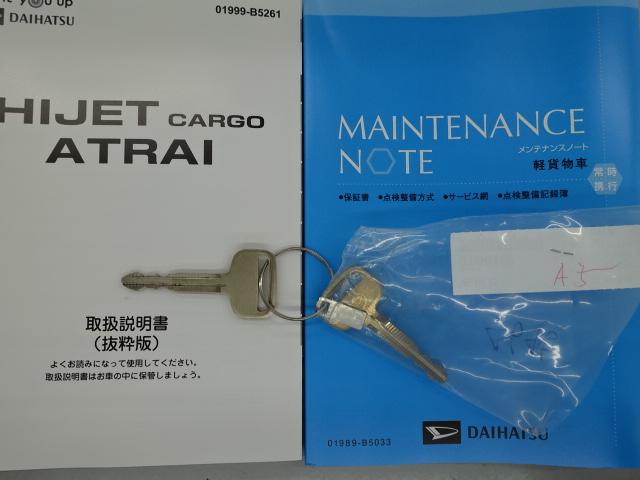 you up
DAIHATSU
01999-B5261
HIJET CARGO
ATRAI
取扱説明書
(抜粋版)
よくお読みになって使用してください。
取扱説明書はお車の中に保管しましょう。
MAINTENANCE
NOTE
メンテナンスノート
軽貨物車
常時
携行
●保証書 ●点検整備方式 ●サービス網 ●点検整備記録簿
A5
01989-B5033
DAIHATSU